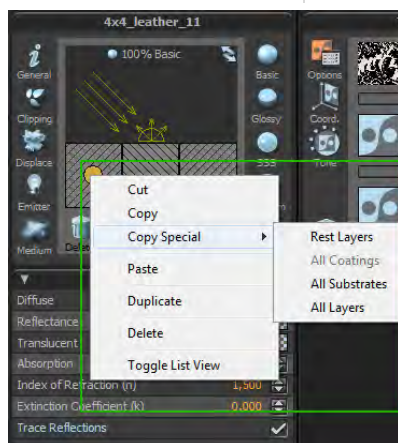 4x4_leather_11
100% Basic
General
Basic
Options
Clipping
Glossy
Coord.
Displace
SSS
Tone
Emitter
Medium
Cut
Copy
Copy Special
Paste
Duplicate
Delete
Toggle List View
Rest Layers
All Coatings
All Substrates
All Layers
Diffuse
Reflectance
Translucent
Absorption
Index of Refraction (n) 1,500
Extinction Coefficient (k) 0,000
Trace Reflections